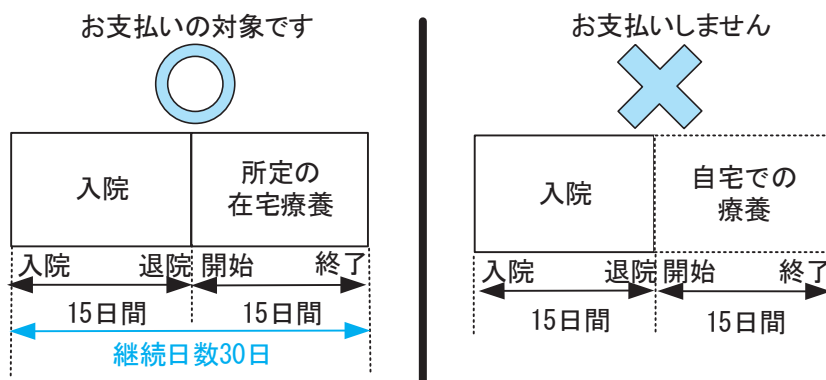 お支払いの対象です
入院
所定の
在宅療養
入院
退院
開始
終了
15日間
15日間
継続日数30日
お支払いしません
入院
自宅での
療養
入院
退院
開始
終了
15日間
15日間